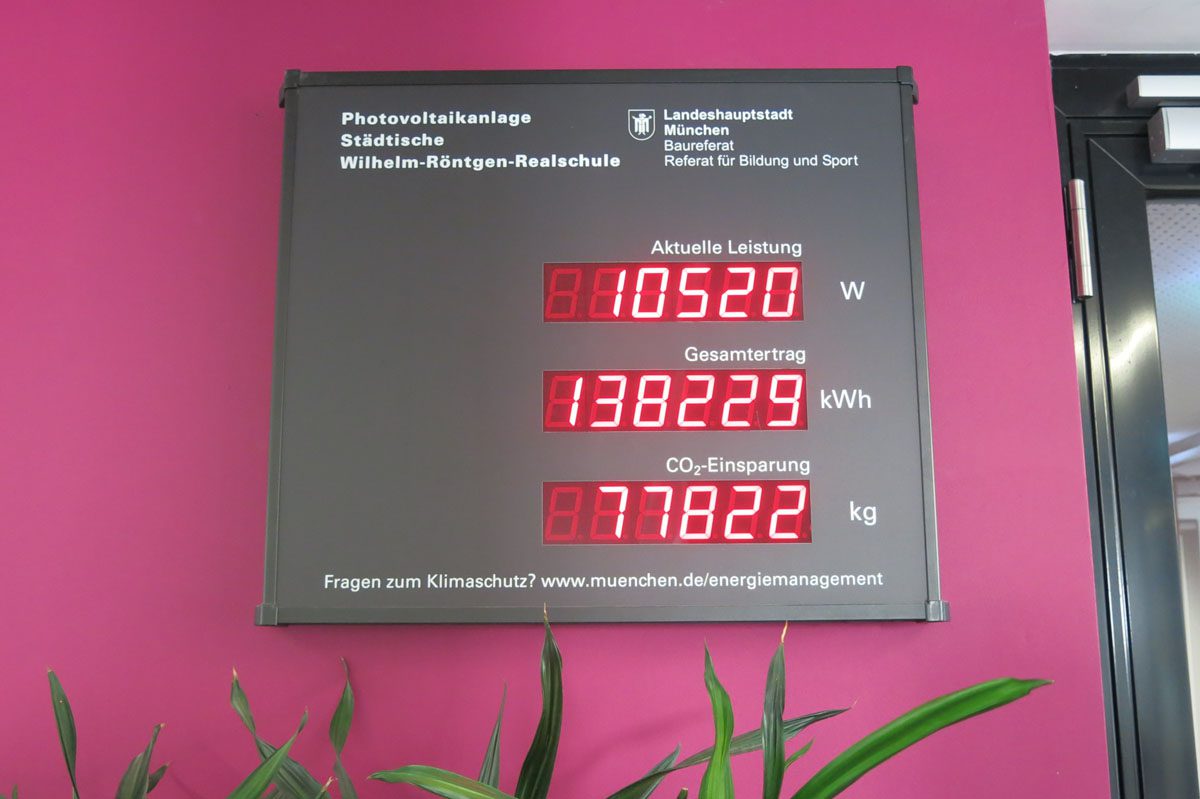 Photovoltaikanlage
Städtische
Wilhelm-Röntgen-Realschule
Landeshauptstadt
München
Baureferat
Referat für Bildung und Sport
Aktuelle Leistung
10520 W
Gesamtertrag
138229 kWh
CO₂-Einsparung
77822 kg
Fragen zum Klimaschutz? www.muenchen.de/energiemanagement